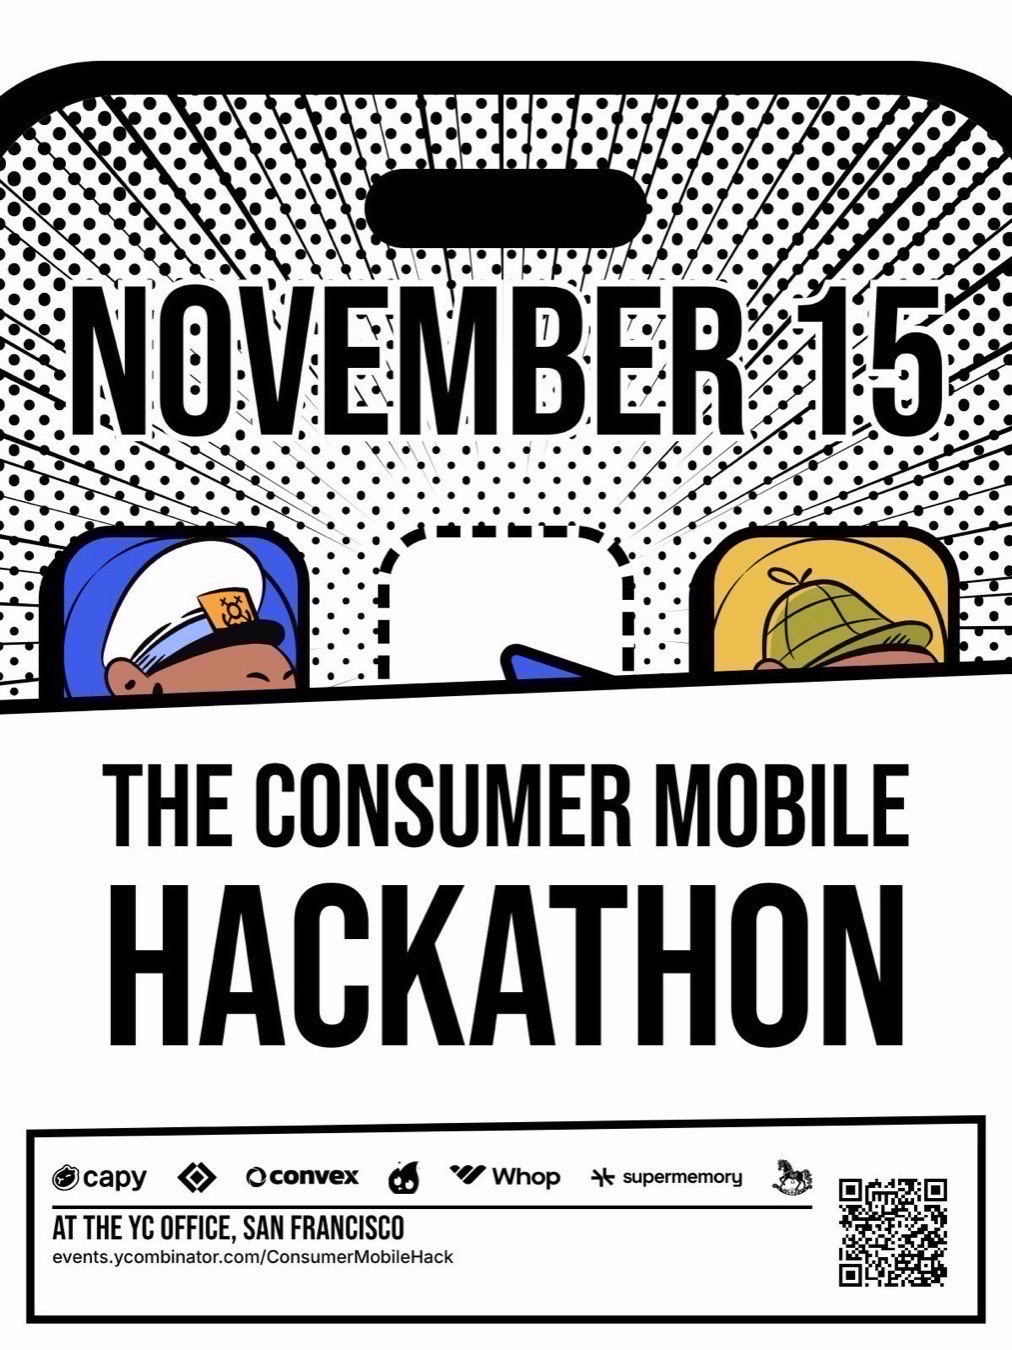 NOVEMBER 15
THE CONSUMER MOBILE
HACKATHON
capy convex Whop supermemory
AT THE YC OFFICE, SAN FRANCISCO
events.ycombinator.com/ConsumerMobileHack